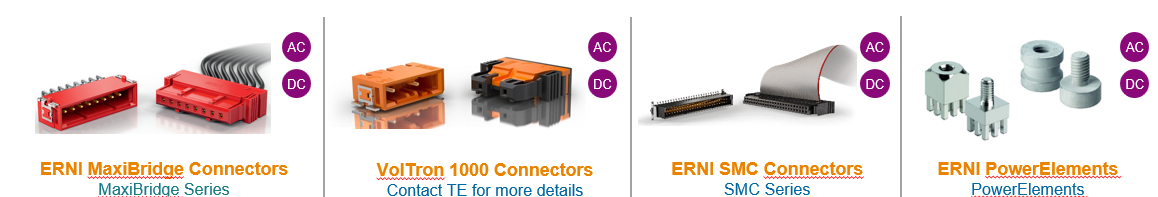 AC
DC
ERNI MaxiBridge Connectors
MaxiBridge Series
AC
DC
VolTron 1000 Connectors
Contact TE for more details
AC
DC
ERNI SMC Connectors
SMC Series
AC
DC
ERNI PowerElements
PowerElements